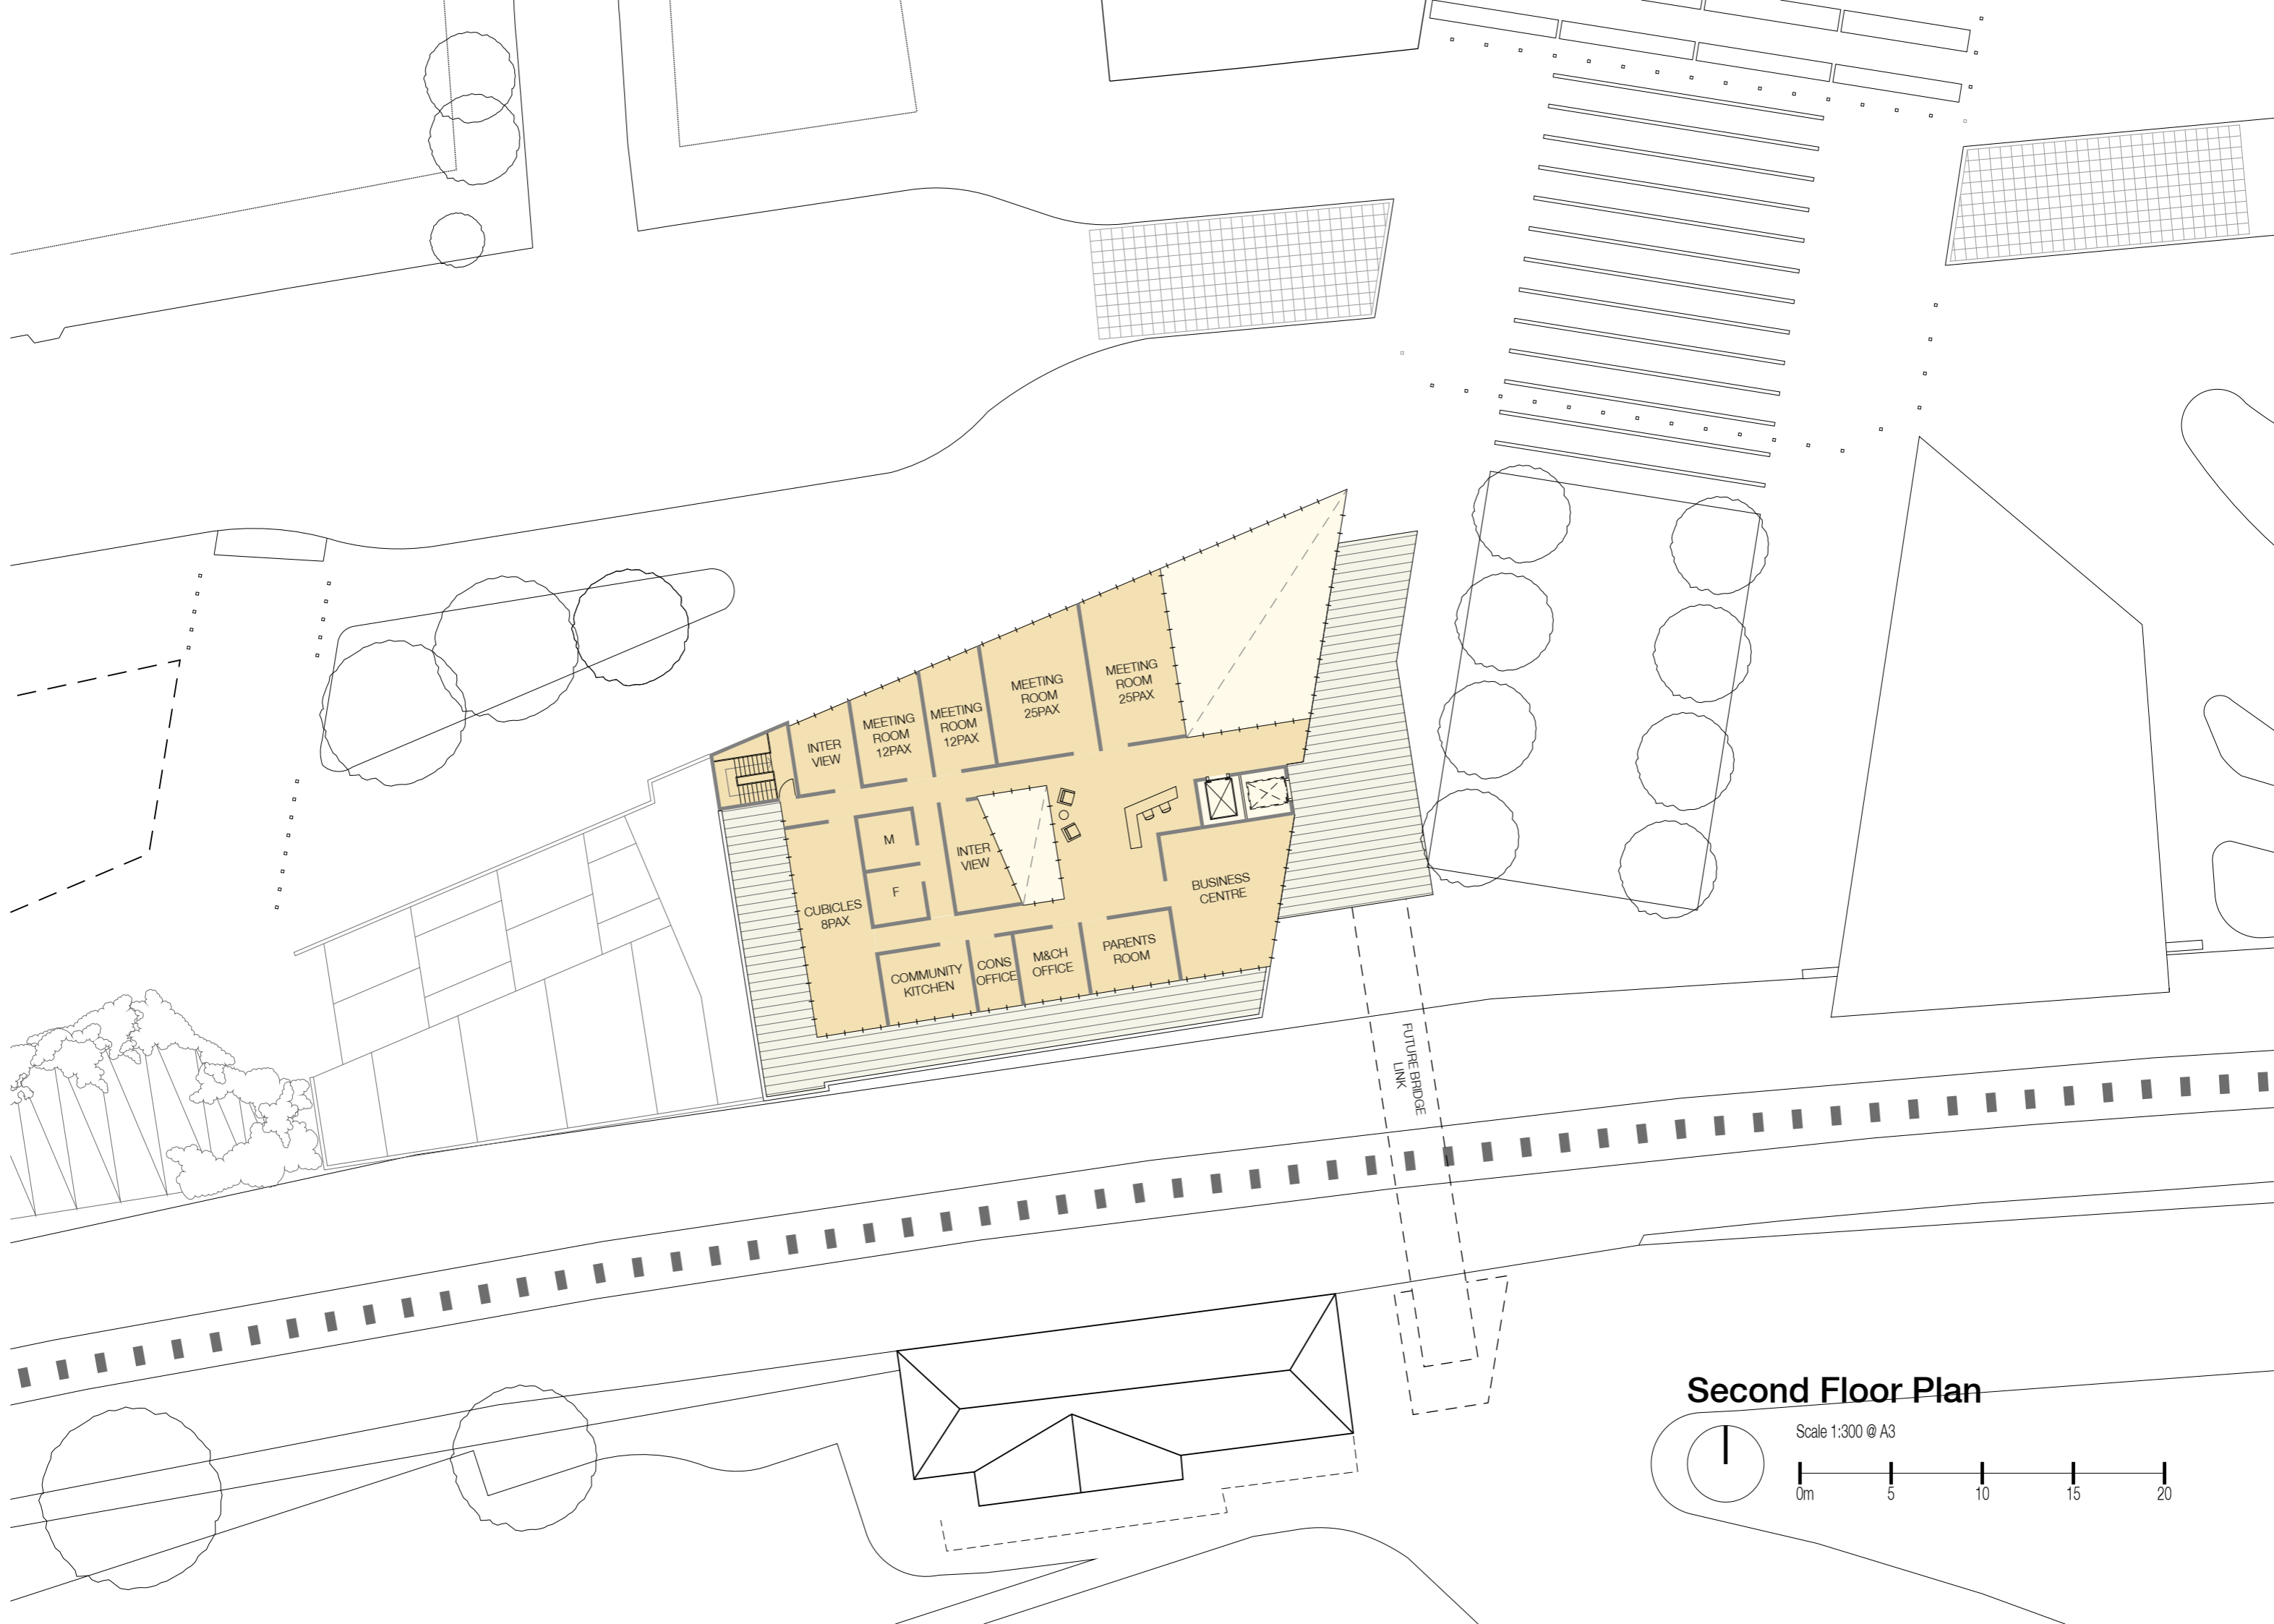 MEETING
ROOM
25PAX
MEETING
ROOM
25PAX
MEETING
ROOM
12PAX
MEETING
ROOM
12PAX
INTER
VIEW
M
F
INTER
VIEW
CUBICLES
8PAX
BUSINESS
CENTRE
COMMUNITY
KITCHEN
CONS
OFFICE
M&CH
OFFICE
PARENTS
ROOM
FUTURE BRIDGE
LINK
Second Floor Plan
Scale 1:300 @ A3
0m 5 10 15 20